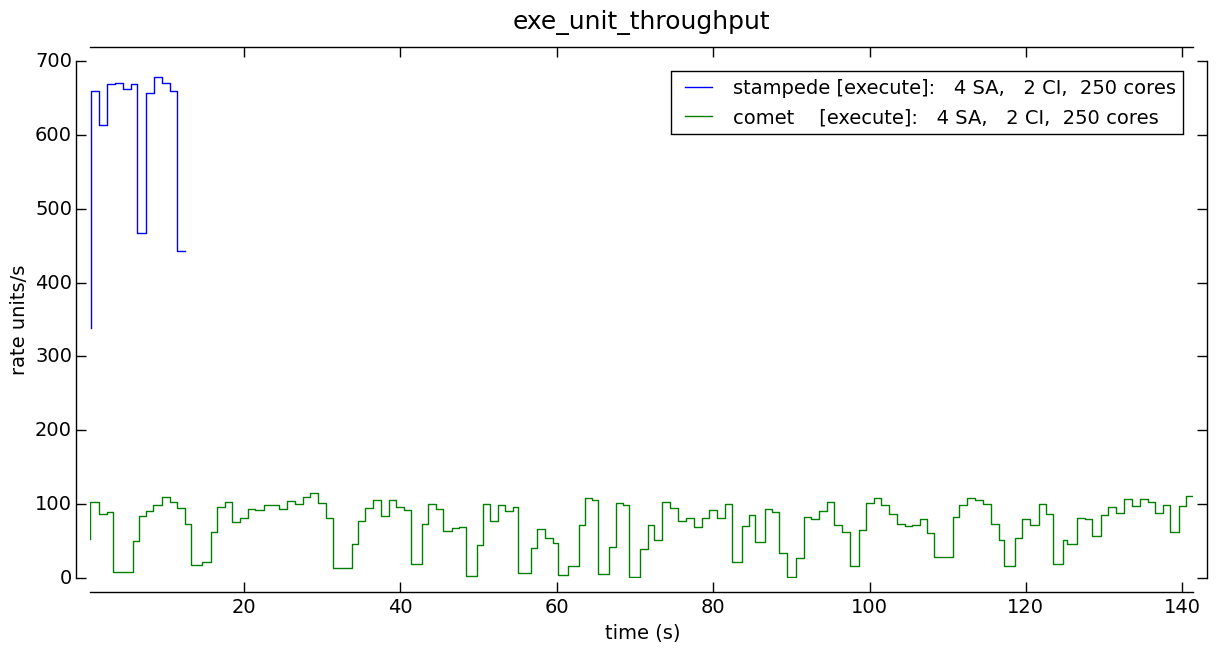 exe_unit_throughput
700
600
500
400
300
200
100
0
rate units/s
stampede [execute]:   4 SA,   2 CI,  250 cores
comet    [execute]:   4 SA,   2 CI,  250 cores
20 40 60 80 100 120 140
time (s)